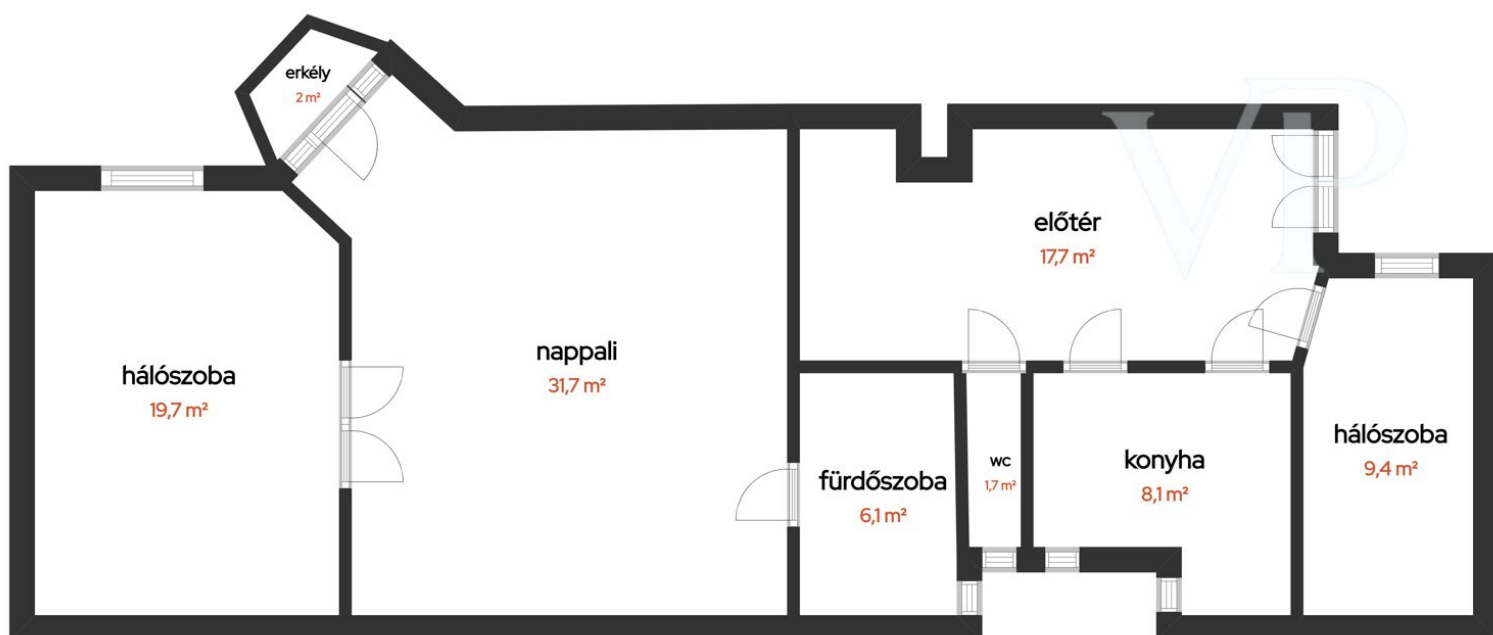 erkély
2 m²
VP
előtér
17,7 m²
nappali
31,7 m²
hálószoba
19,7 m²
hálószoba
9,4 m²
wc
1,7 m²
konyha
8,1 m²
fürdőszoba
6,1 m²